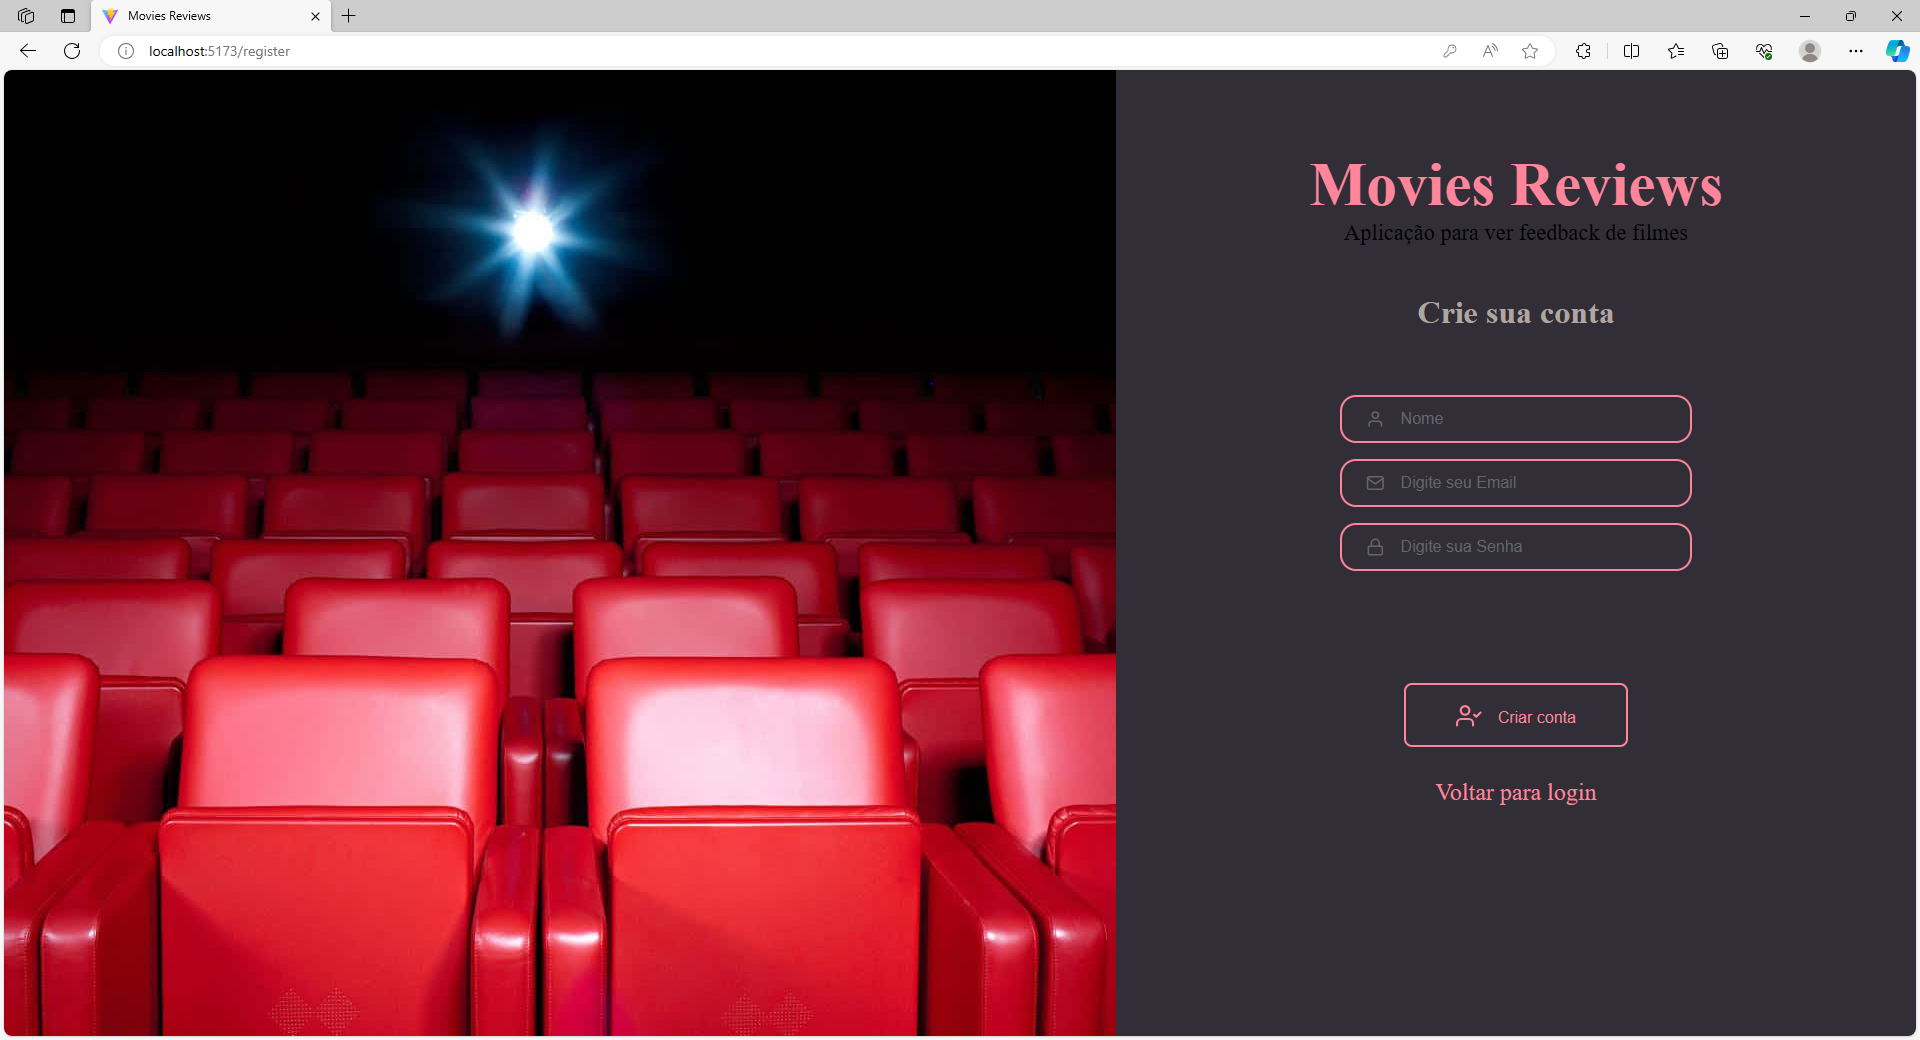 Movies Reviews
localhost:5173/register
Movies Reviews
Aplicação para ver feedback de filmes
Crie sua conta
Nome
Digite seu Email
Digite sua Senha
Criar conta
Voltar para login